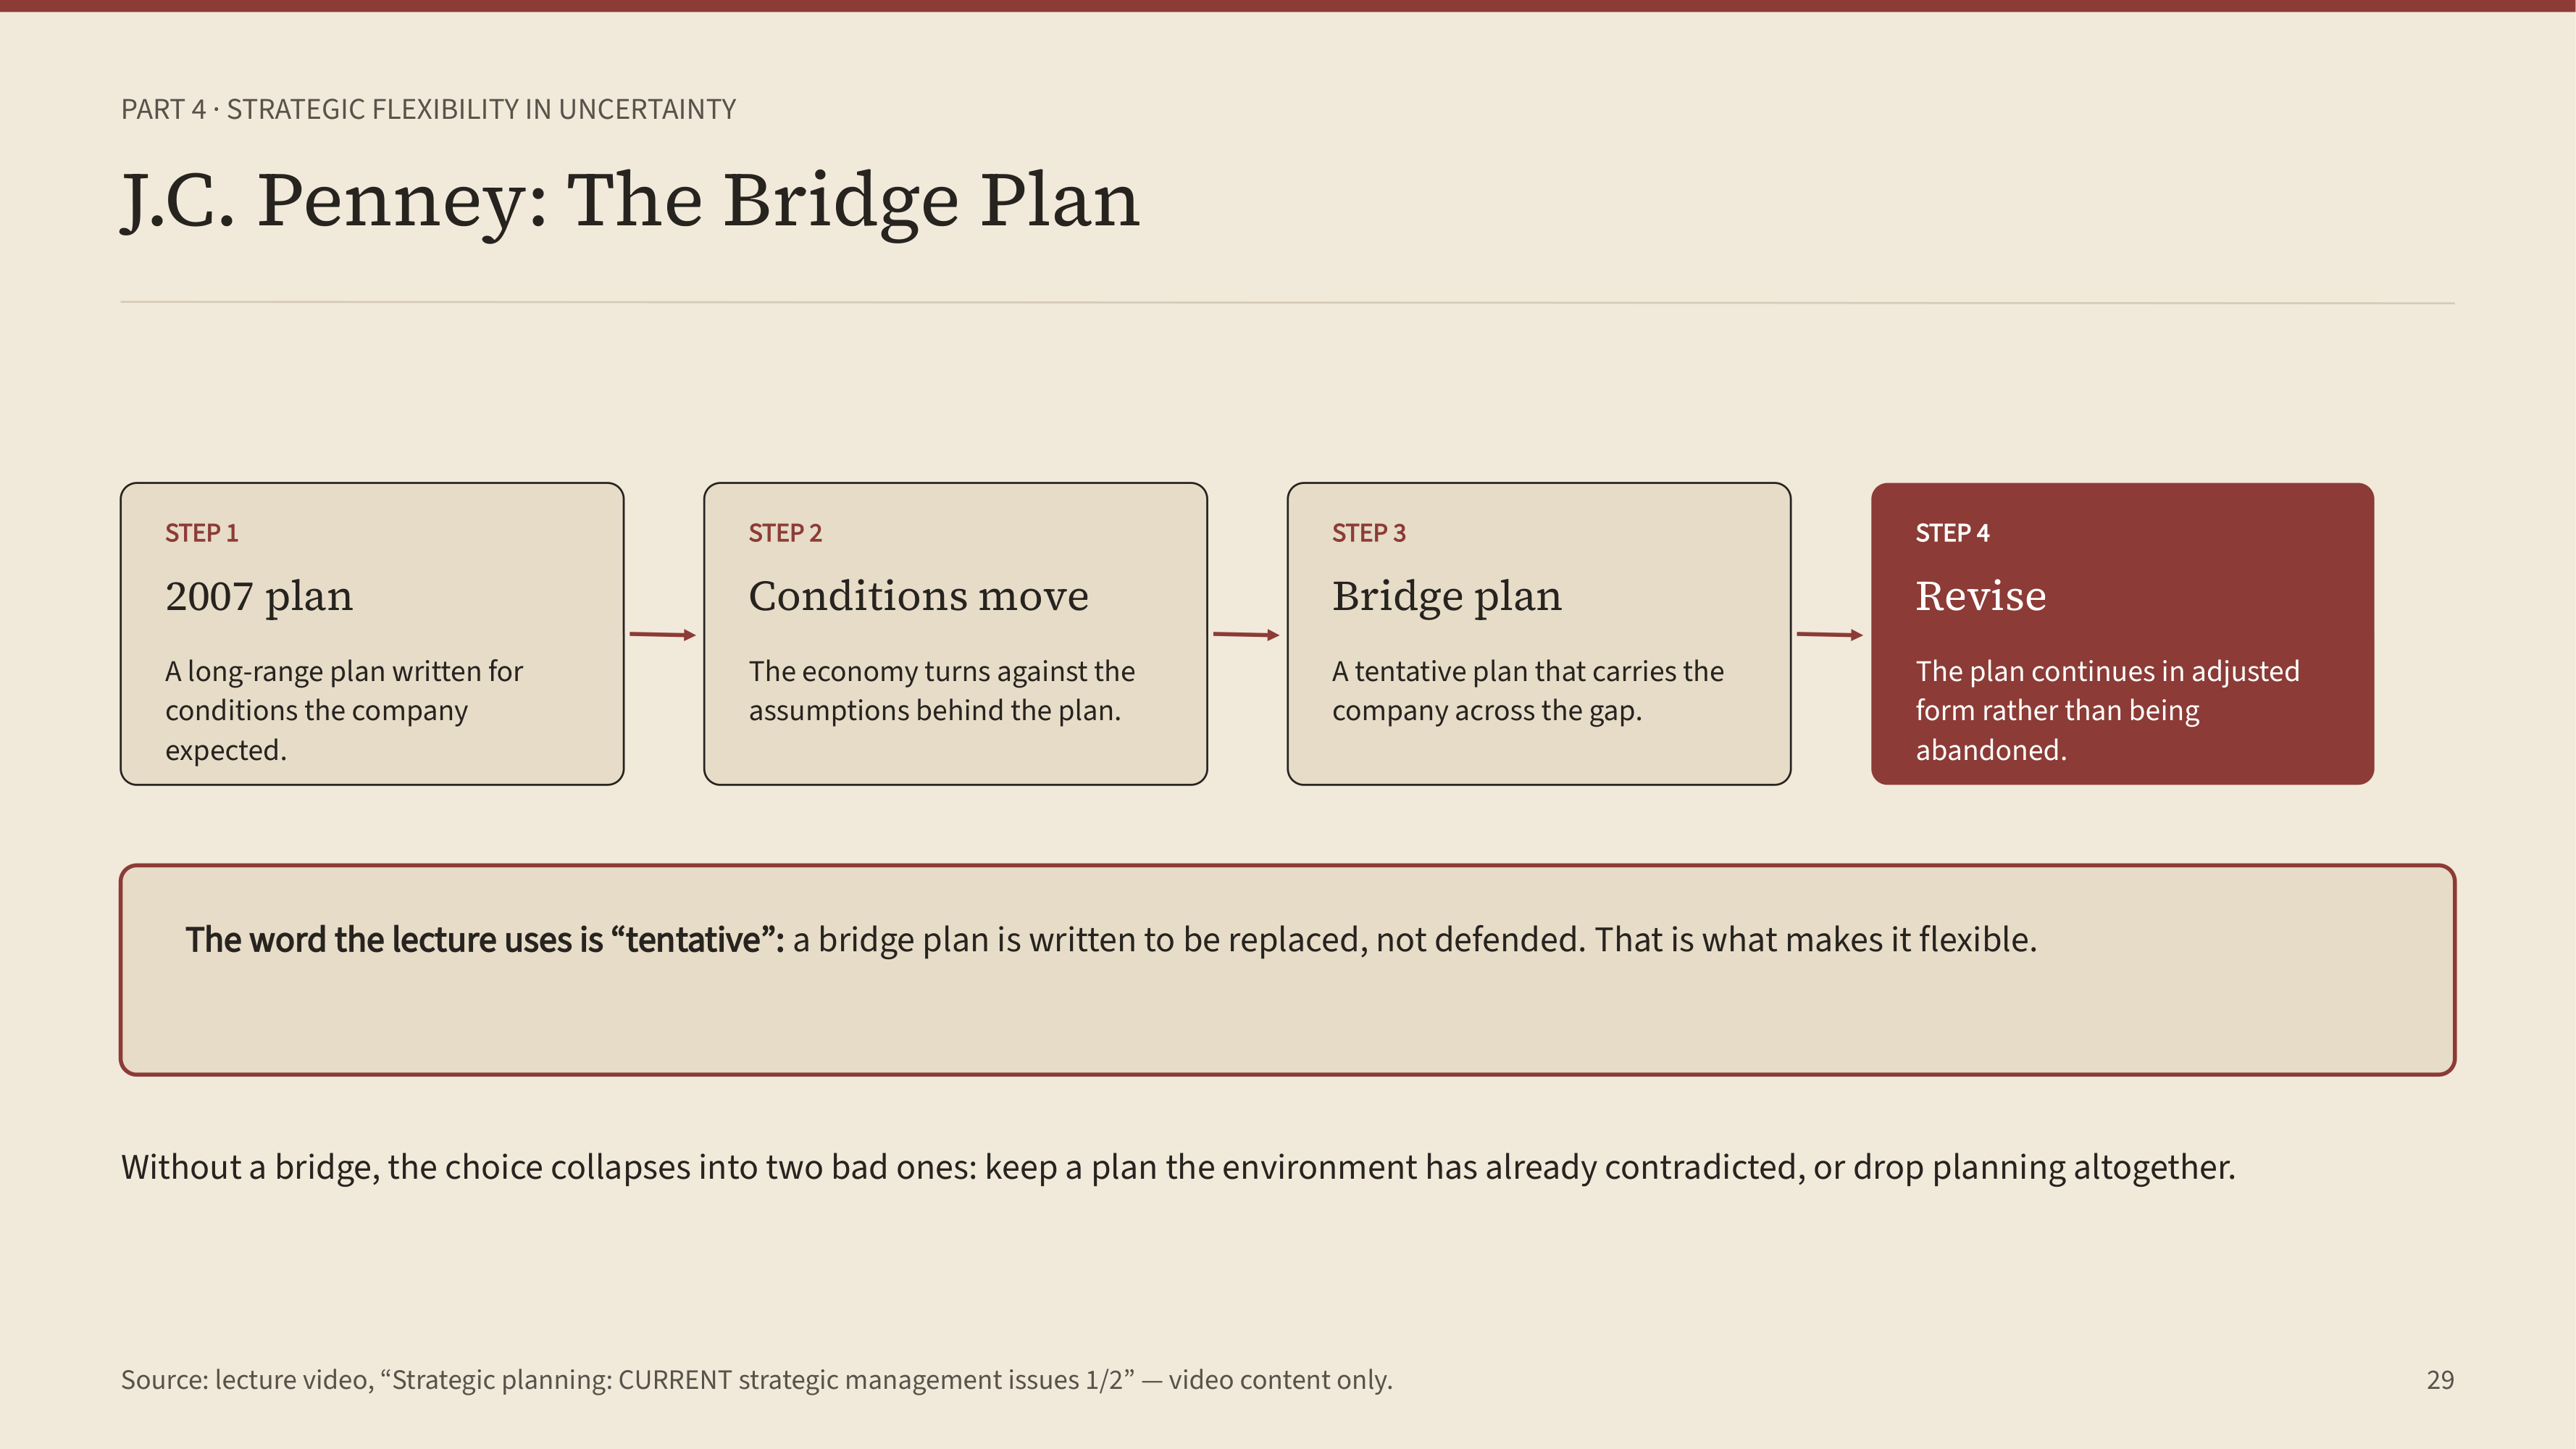 PART 4 · STRATEGIC FLEXIBILITY IN UNCERTAINTY
J.C. Penney: The Bridge Plan
STEP 1
2007 plan
A long-range plan written for
conditions the company
expected.
STEP 2
Conditions move
The economy turns against the
assumptions behind the plan.
STEP 3
Bridge plan
A tentative plan that carries the
company across the gap.
STEP 4
Revise
The plan continues in adjusted
form rather than being
abandoned.
The word the lecture uses is “tentative”: a bridge plan is written to be replaced, not defended. That is what makes it flexible.
Without a bridge, the choice collapses into two bad ones: keep a plan the environment has already contradicted, or drop planning altogether.
Source: lecture video, “Strategic planning: CURRENT strategic management issues 1/2” — video content only.
29